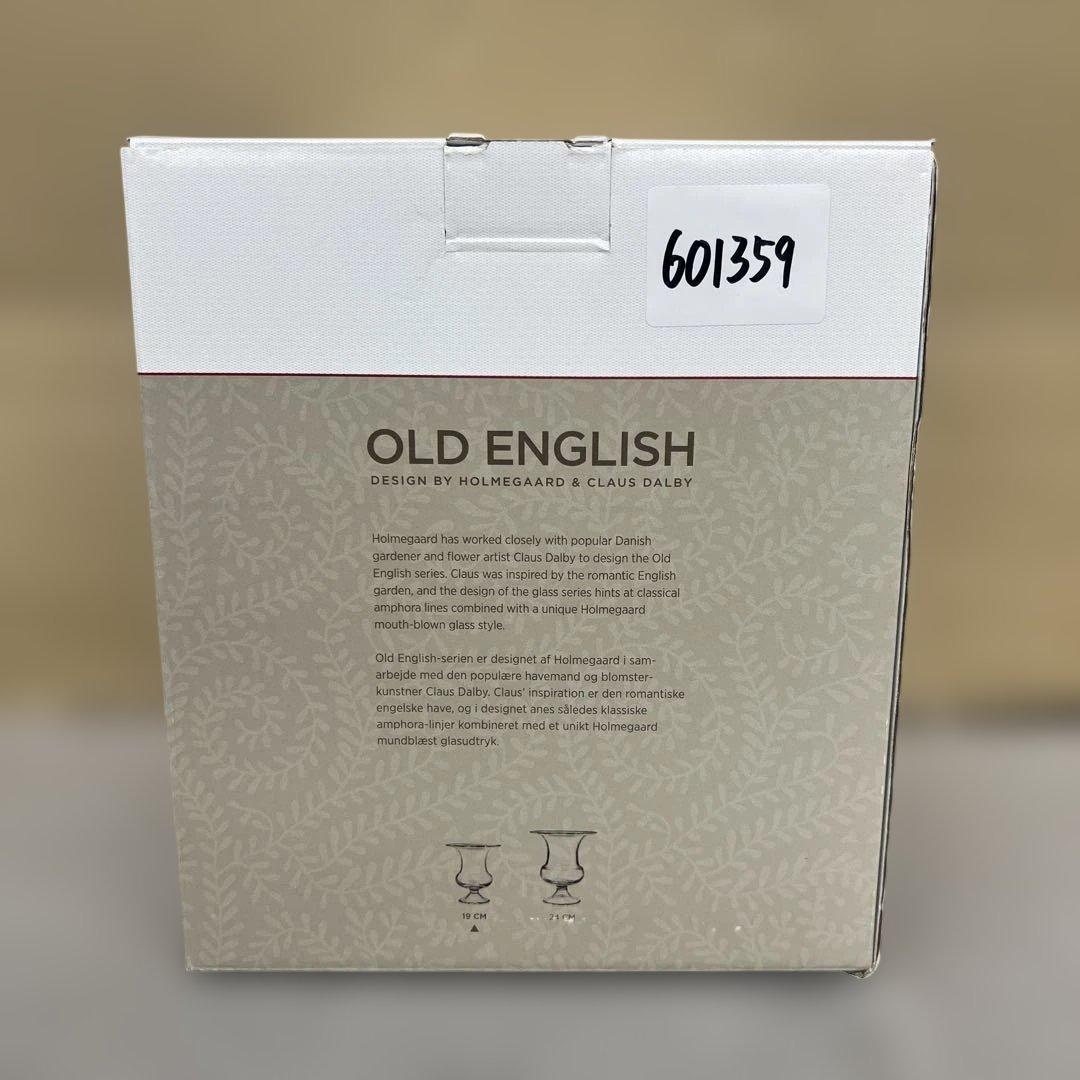 601359
OLD ENGLISH
DESIGN BY HOLMEGAARD & CLAUS DALBY
Holmegaard has worked closely with popular Danish
gardener and flower artist Claus Dalby to design the Old
English series. Claus was inspired by the romantic English
garden, and the design of the glass series hints at classical
amphora lines combined with a unique Holmegaard
mouth-blown glass style.
Old English-serien er designet af Holmegaard i sam-
arbejde med den populære havemand og blomster-
kunstner Claus Dalby. Claus' inspiration er den romantiske
engelske have, og i designet anes således klassiske
amphora-linjer kombineret med et unikt Holmegaard
mundblæst glasudtryk.
19 CM
24 CM